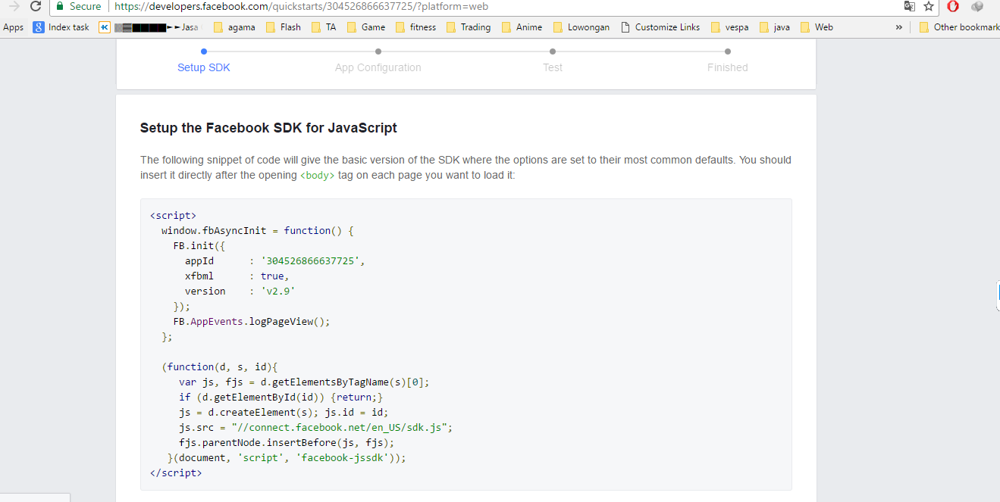 Secure https://developers.facebook.com/quickstarts/304526866637725/?platform=web
Apps Index task Jasa agama Flash TA Game fitness Trading Anime Lowongan Customize Links vespa java Web » Other bookmark
Setup SDK App Configuration Test Finished
Setup the Facebook SDK for JavaScript
The following snippet of code will give the basic version of the SDK where the options are set to their most common defaults. You should
insert it directly after the opening <body> tag on each page you want to load it:
<script>
  window.fbAsyncInit = function() {
    FB.init({
      appId      : '304526866637725',
      xfbml      : true,
      version    : 'v2.9'
    });
    FB.AppEvents.logPageView();
  };

  (function(d, s, id){
     var js, fjs = d.getElementsByTagName(s)[0];
     if (d.getElementById(id)) {return;}
     js = d.createElement(s); js.id = id;
     js.src = "//connect.facebook.net/en_US/sdk.js";
     fjs.parentNode.insertBefore(js, fjs);
   }(document, 'script', 'facebook-jssdk'));
</script>